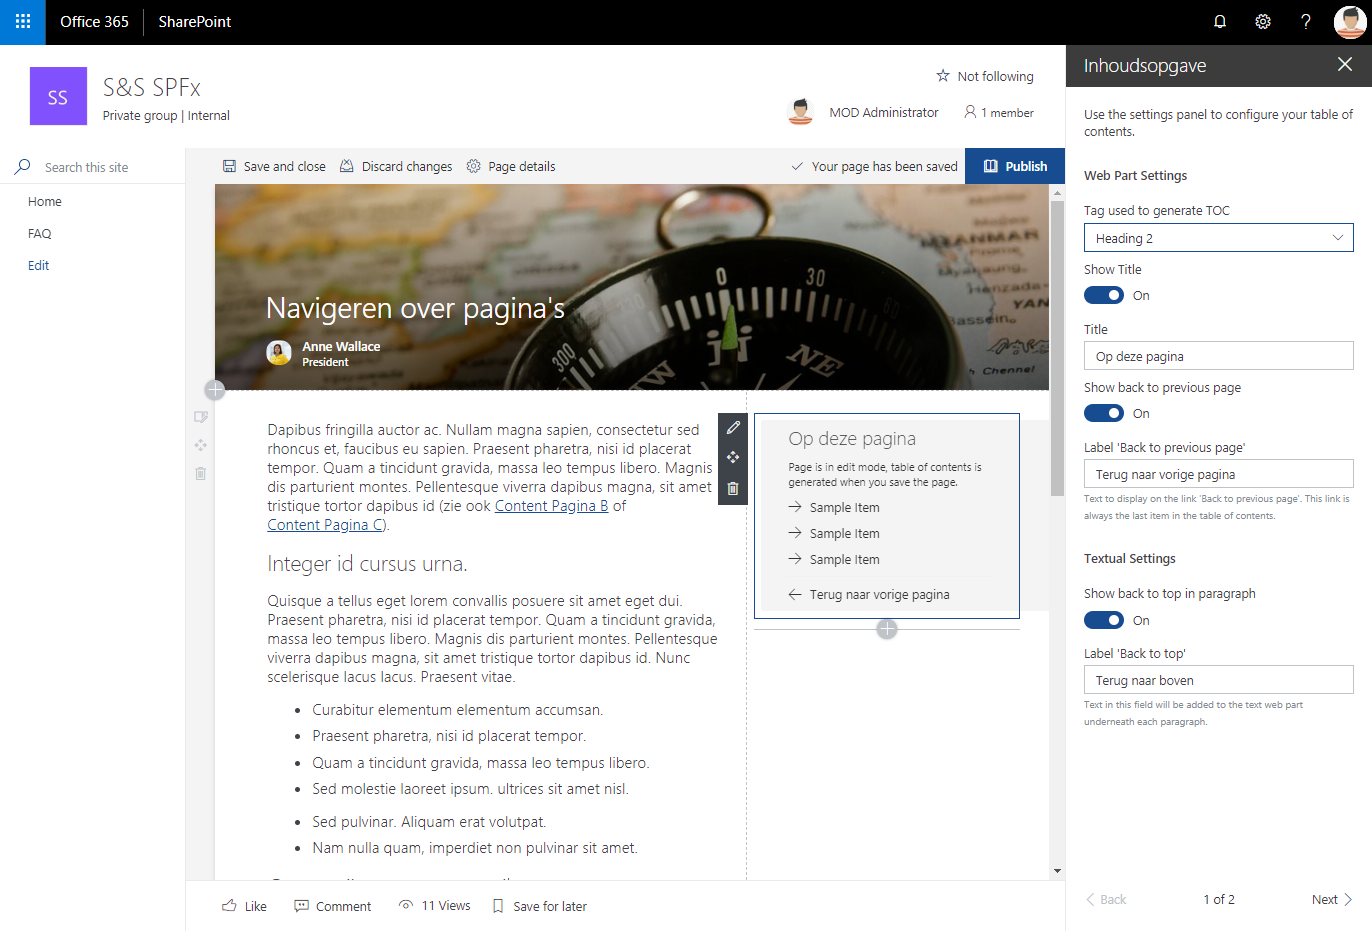 Office 365
SharePoint
SS
S&S SPFx
Private group | Internal
Not following
MOD Administrator
1 member
Search this site
Home
FAQ
Edit
Save and close
Discard changes
Page details
Your page has been saved
Publish
MYANMAR
YAN
Channel
300
0
30
NE
Navigeren over pagina's
Anne Wallace
President
Dapibus fringilla auctor ac. Nullam magna sapien, consectetur sed
rhoncus et, faucibus eu sapien. Praesent pharetra, nisi id placerat
tempor. Quam a tincidunt gravida, massa leo tempus libero. Magnis
dis parturient montes. Pellentesque viverra dapibus magna, sit amet
tristique tortor dapibus id (zie ook Content Pagina B of
Content Pagina C).
Integer id cursus urna.
Quisque a tellus eget lorem convallis posuere sit amet eget dui.
Praesent pharetra, nisi id placerat tempor. Quam a tincidunt gravida,
massa leo tempus libero. Magnis dis parturient montes. Pellentesque
viverra dapibus magna, sit amet tristique tortor dapibus id. Nunc
scelerisque lacus lacus. Praesent vitae.
• Curabitur elementum elementum accumsan.
• Praesent pharetra, nisi id placerat tempor.
• Quam a tincidunt gravida, massa leo tempus libero.
• Sed molestie laoreet ipsum. ultrices sit amet nisl.
• Sed pulvinar. Aliquam erat volutpat.
• Nam nulla quam, imperdiet non pulvinar sit amet.
Op deze pagina
Page is in edit mode, table of contents is
generated when you save the page.
Sample Item
Sample Item
Sample Item
Terug naar vorige pagina
Like
Comment
11 Views
Save for later
Inhoudsopgave
Use the settings panel to configure your table of
contents.
Web Part Settings
Tag used to generate TOC
Heading 2
Show Title
On
Title
Op deze pagina
Show back to previous page
On
Label 'Back to previous page'
Terug naar vorige pagina
Text to display on the link 'Back to previous page'. This link is
always the last item in the table of contents.
Textual Settings
Show back to top in paragraph
On
Label 'Back to top'
Terug naar boven
Text in this field will be added to the text web part
underneath each paragraph.
Back
1 of 2
Next